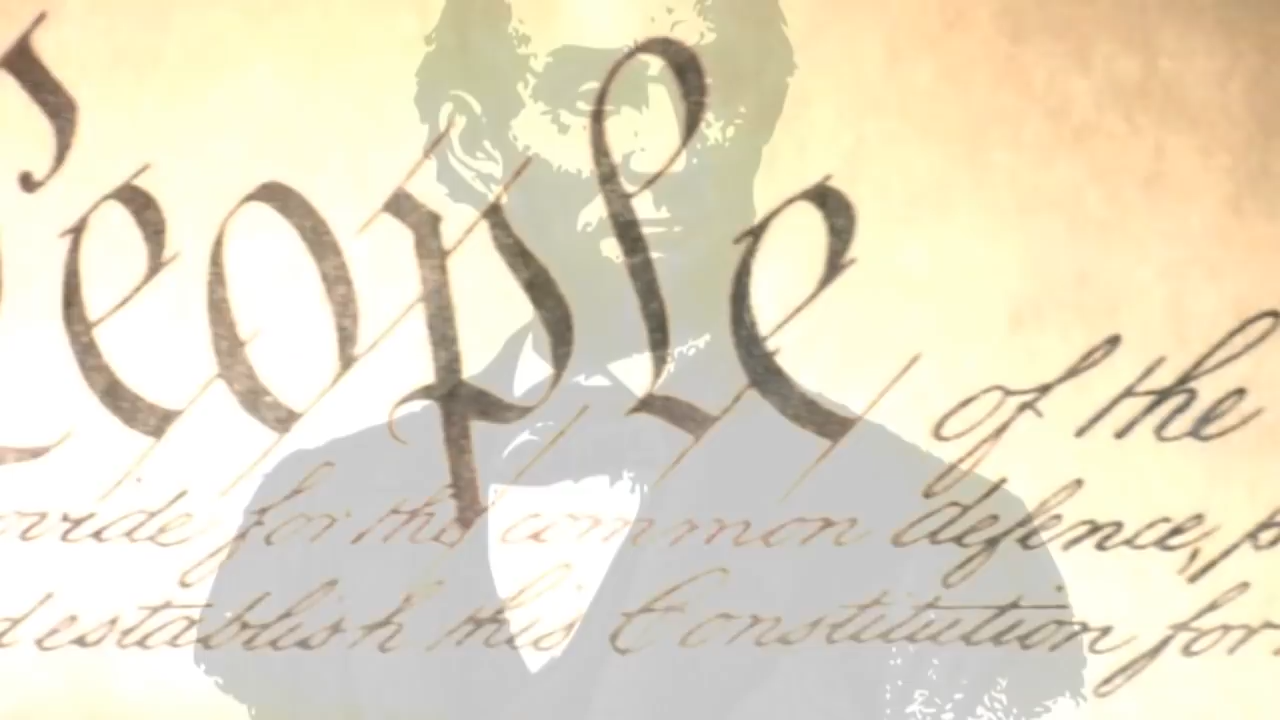 People of the
ovide for the common defence, p
d establish this Constitution for